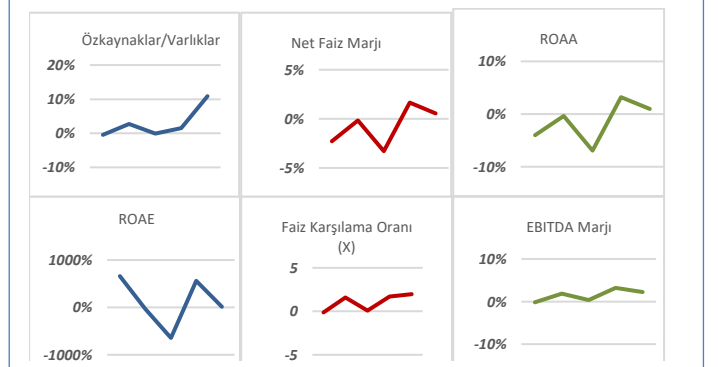 Özkaynaklar/Varlıklar
20%
10%
0%
-10%
Net Faiz Marjı
5%
0%
-5%
ROAA
10%
0%
-10%
ROAE
1000%
0%
-1000%
Faiz Karşılama Oranı
(X)
5
0
-5
EBITDA Marjı
10%
0%
-10%